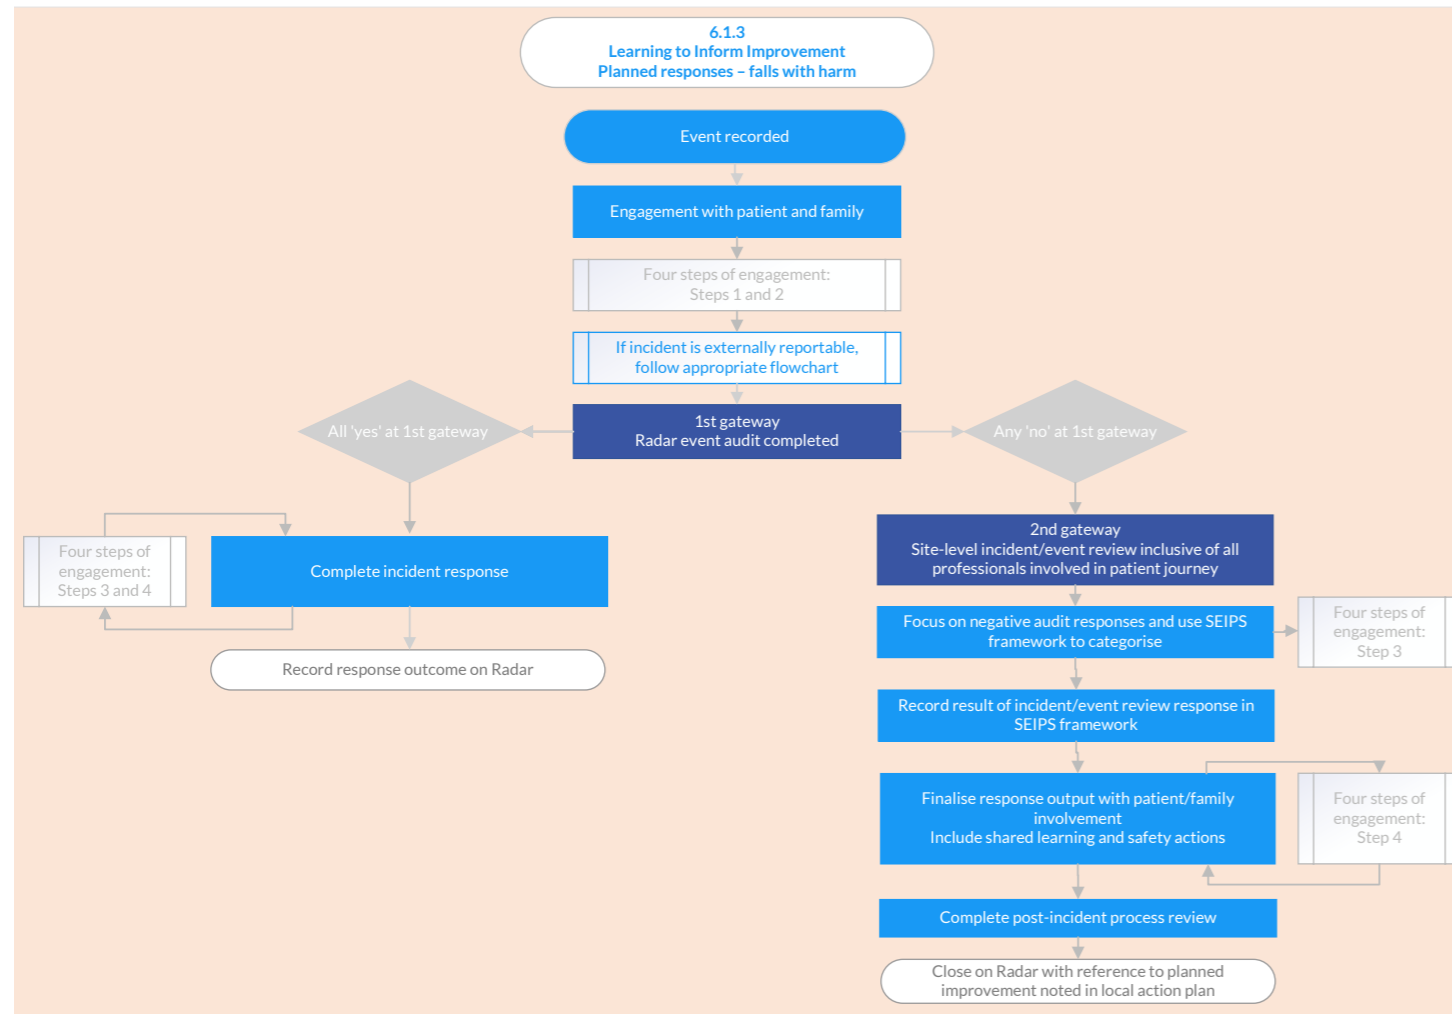 6.1.3
Learning to Inform Improvement
Planned responses – falls with harm
Event recorded
Engagement with patient and family
Four steps of engagement:
Steps 1 and 2
If incident is externally reportable,
follow appropriate flowchart
1st gateway
Radar event audit completed
All 'yes' at 1st gateway
Any 'no' at 1st gateway
Four steps of
engagement:
Steps 3 and 4
Complete incident response
Record response outcome on Radar
2nd gateway
Site-level incident/event review inclusive of all
professionals involved in patient journey
Focus on negative audit responses and use SEIPS
framework to categorise
Four steps of
engagement:
Step 3
Record result of incident/event review response in
SEIPS framework
Finalise response output with patient/family
involvement
Include shared learning and safety actions
Four steps of
engagement:
Step 4
Complete post-incident process review
Close on Radar with reference to planned
improvement noted in local action plan